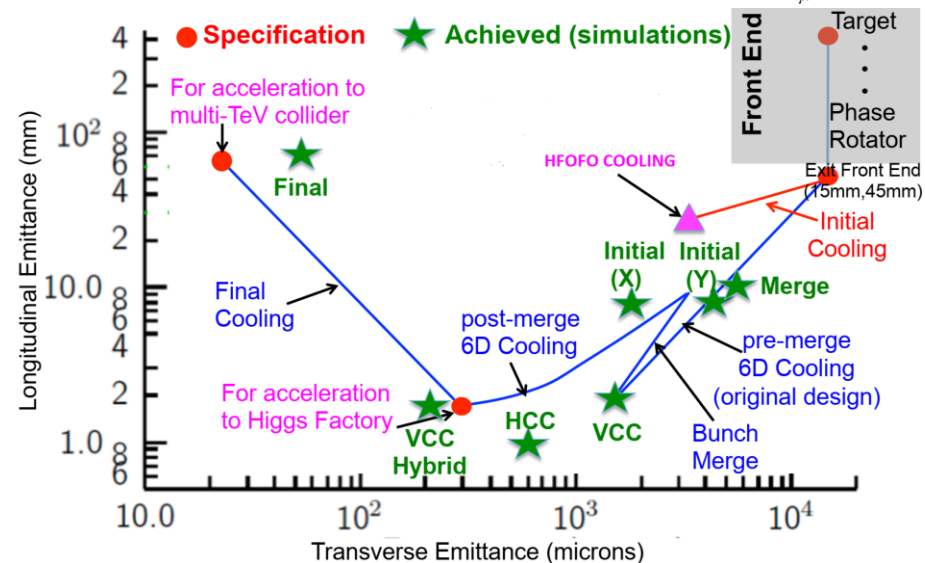 μ
Specification
Achieved (simulations)
Target
Front End
Phase
Rotator
Exit Front End
(15mm,45mm)
For acceleration to
multi-TeV collider
Final
HFOFO COOLING
Initial
Cooling
Initial
(X)
Initial
(Y)
Merge
Final
Cooling
post-merge
6D Cooling
pre-merge
6D Cooling
(original design)
For acceleration
to Higgs Factory
VCC
Hybrid
HCC
VCC
Bunch
Merge
Longitudinal Emittance (mm)
4
2
10²
8
6
4
2
10.0
8
6
4
2
1.0
8
6
10.0
10²
10³
10⁴
Transverse Emittance (microns)